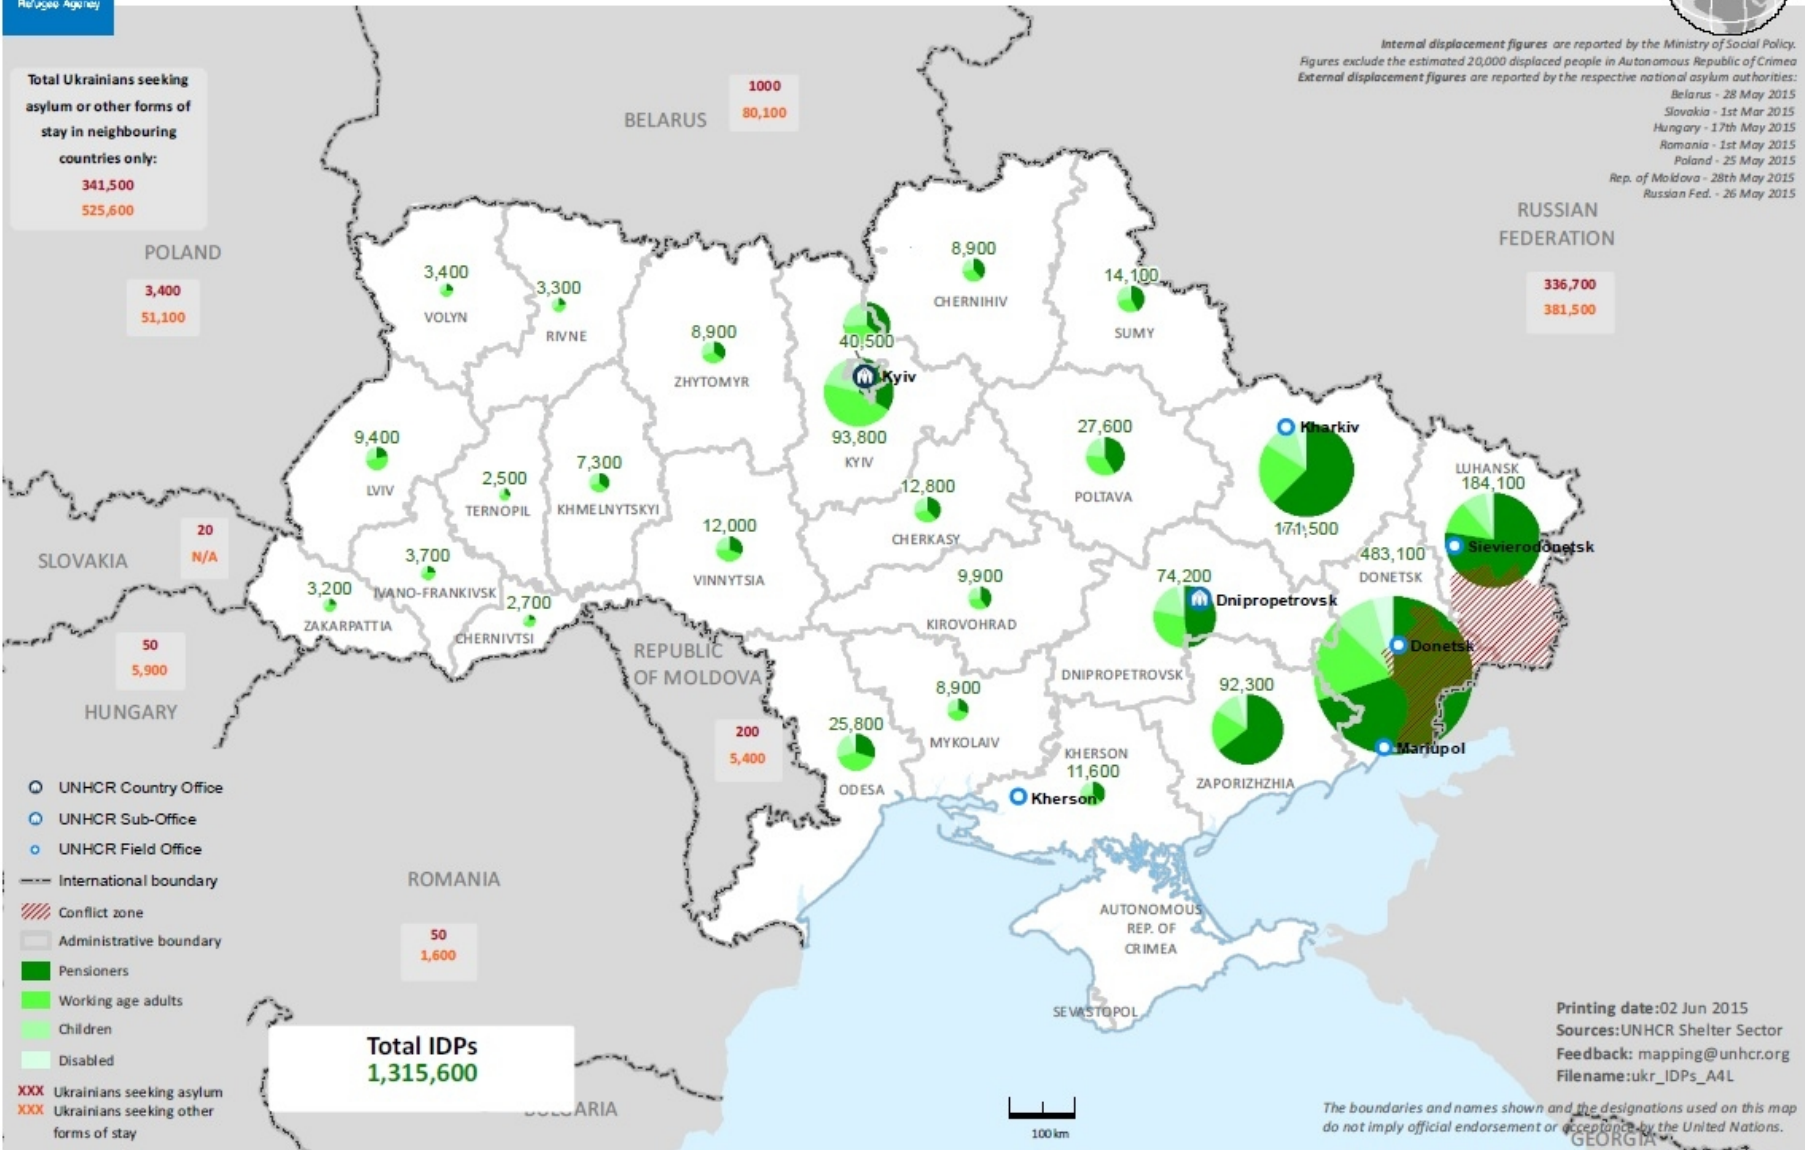 Refugee Agency
Total Ukrainians seeking
asylum or other forms of
stay in neighbouring
countries only:
341,500
525,600
Internal displacement figures are reported by the Ministry of Social Policy.
Figures exclude the estimated 20,000 displaced people in Autonomous Republic of Crimea
External displacement figures are reported by the respective national asylum authorities:
Belarus - 28 May 2015
Slovakia - 1st Mar 2015
Hungary - 17th May 2015
Romania - 1st May 2015
Poland - 25 May 2015
Rep. of Moldova - 28th May 2015
Russian Fed. - 26 May 2015
BELARUS
1000
80,100
RUSSIAN
FEDERATION
336,700
381,500
POLAND
3,400
51,100
SLOVAKIA
20
N/A
50
5,900
HUNGARY
REPUBLIC
OF MOLDOVA
200
5,400
ROMANIA
50
1,600
3,400
VOLYN
3,300
RIVNE
8,900
ZHYTOMYR
40,500
Kyiv
93,800
KYIV
8,900
CHERNIHIV
14,100
SUMY
9,400
LVIV
2,500
TERNOPIL
7,300
KHMELNYTSKYI
12,000
VINNYTSIA
12,800
CHERKASY
27,600
POLTAVA
Kharkiv
171,500
LUHANSK
184,100
Sievierodonetsk
3,200
ZAKARPATTIA
3,700
IVANO-FRANKIVSK
2,700
CHERNIVTSI
9,900
KIROVOHRAD
74,200
Dnipropetrovsk
DNIPROPETROVSK
483,100
DONETSK
Donetsk
Mariupol
25,800
ODESA
8,900
MYKOLAIV
KHERSON
11,600
Kherson
92,300
ZAPORIZHZHIA
AUTONOMOUS
REP. OF
CRIMEA
SEVASTOPOL
UNHCR Country Office
UNHCR Sub-Office
UNHCR Field Office
International boundary
Conflict zone
Administrative boundary
Pensioners
Working age adults
Children
Disabled
XXX Ukrainians seeking asylum
XXX Ukrainians seeking other
forms of stay
Total IDPs
1,315,600
BULGARIA
100 km
Printing date:02 Jun 2015
Sources:UNHCR Shelter Sector
Feedback: mapping@unhcr.org
Filename:ukr_IDPs_A4L
The boundaries and names shown and the designations used on this map
do not imply official endorsement or acceptance by the United Nations.
GEORGIA